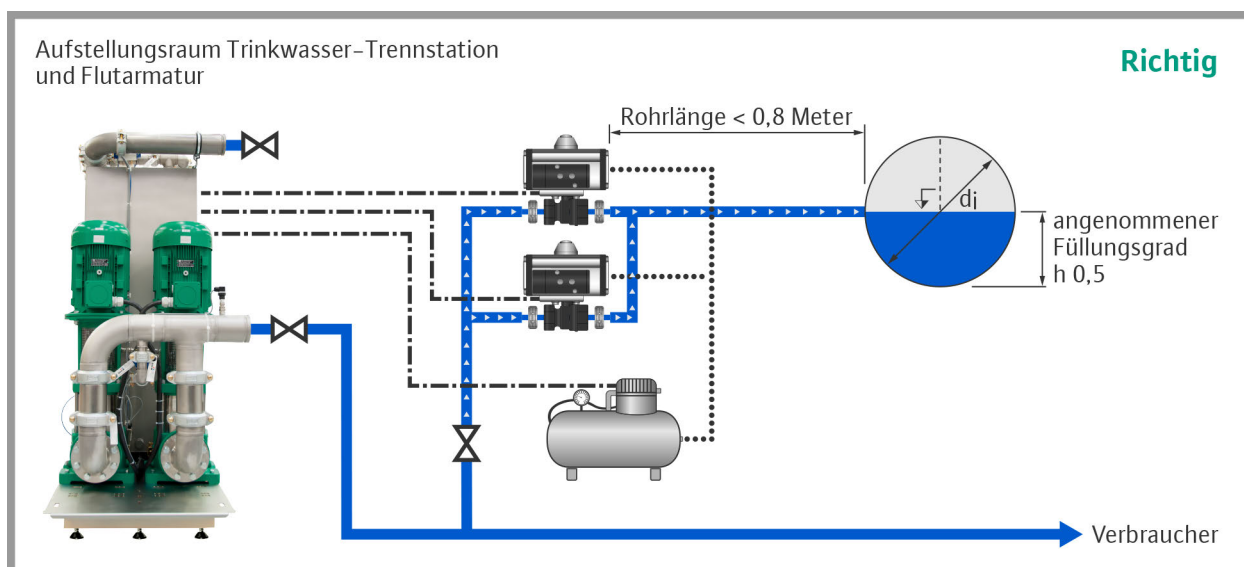 Aufstellungsraum Trinkwasser–Trennstation
und Flutarmatur
Richtig
Rohrlänge < 0,8 Meter
di
angenommener
Füllungsgrad
h 0,5
Verbraucher